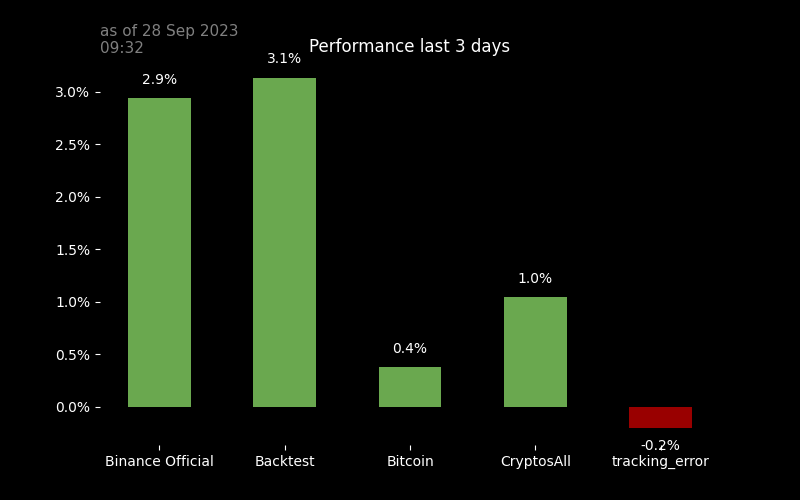 as of 28 Sep 2023
09:32
Performance last 3 days
3.1%
2.9%
3.0%
2.5%
2.0%
1.5%
1.0%
1.0%
0.5%
0.4%
0.0%
-0.2%
Binance Official
Backtest
Bitcoin
CryptosAll
tracking_error